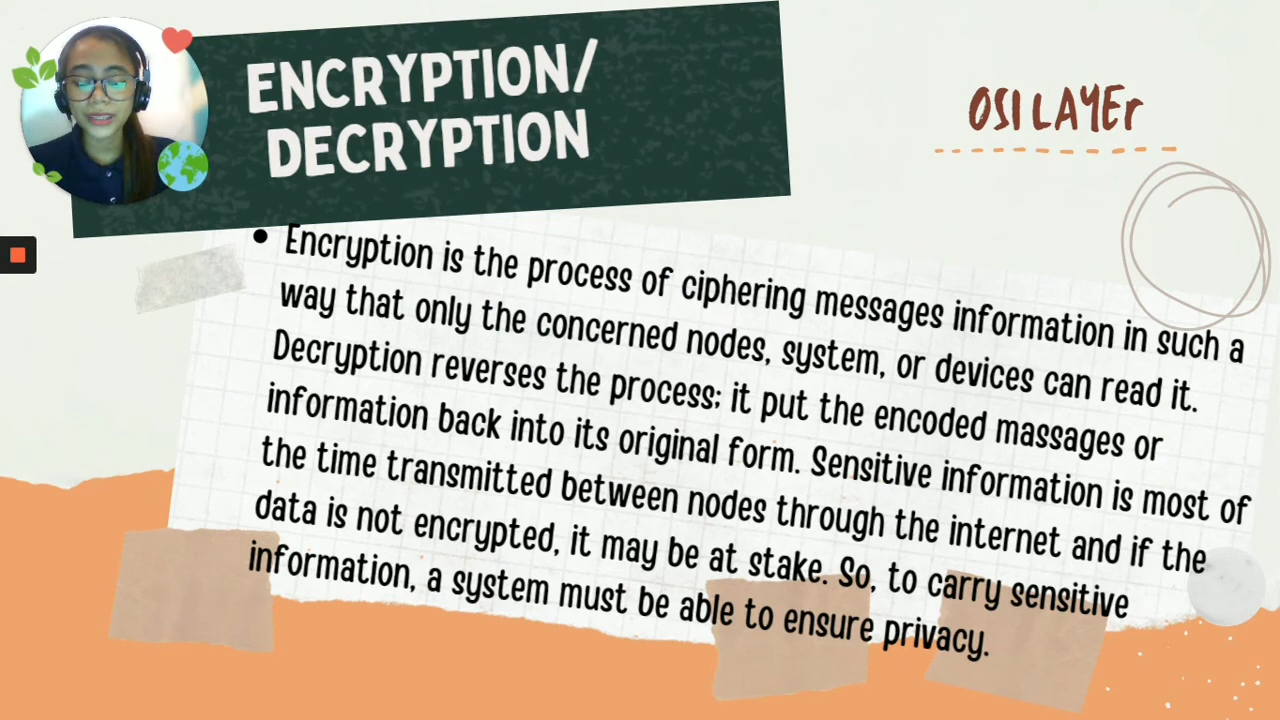 ENCRYPTION/
DECRYPTION
OSI LAYEr
• Encryption is the process of ciphering messages information in such a
way that only the concerned nodes, system, or devices can read it.
Decryption reverses the process; it put the encoded massages or
information back into its original form. Sensitive information is most of
the time transmitted between nodes through the internet and if the
data is not encrypted, it may be at stake. So, to carry sensitive
information, a system must be able to ensure privacy.